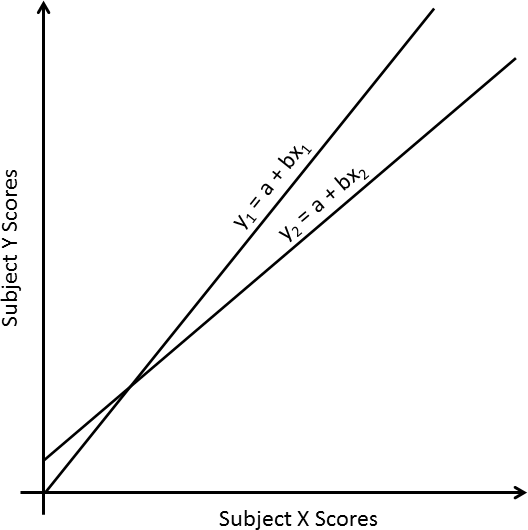 y₁ = a + bx₁
y₂ = a + bx₂
Subject Y Scores
Subject X Scores